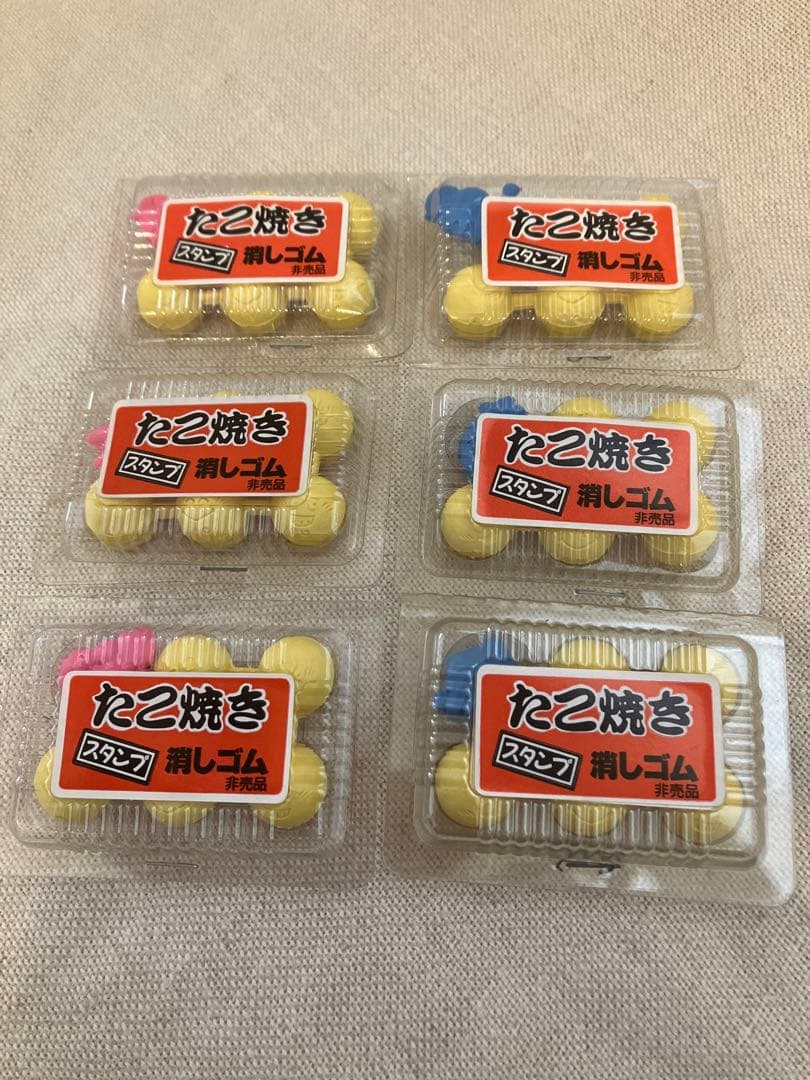 たこ焼き
スタンプ 消しゴム
非売品
たこ焼き
スタンプ 消しゴム
非売品
たこ焼き
スタンプ 消しゴム
非売品
たこ焼き
スタンプ 消しゴム
非売品
たこ焼き
スタンプ 消しゴム
非売品
たこ焼き
スタンプ 消しゴム
非売品